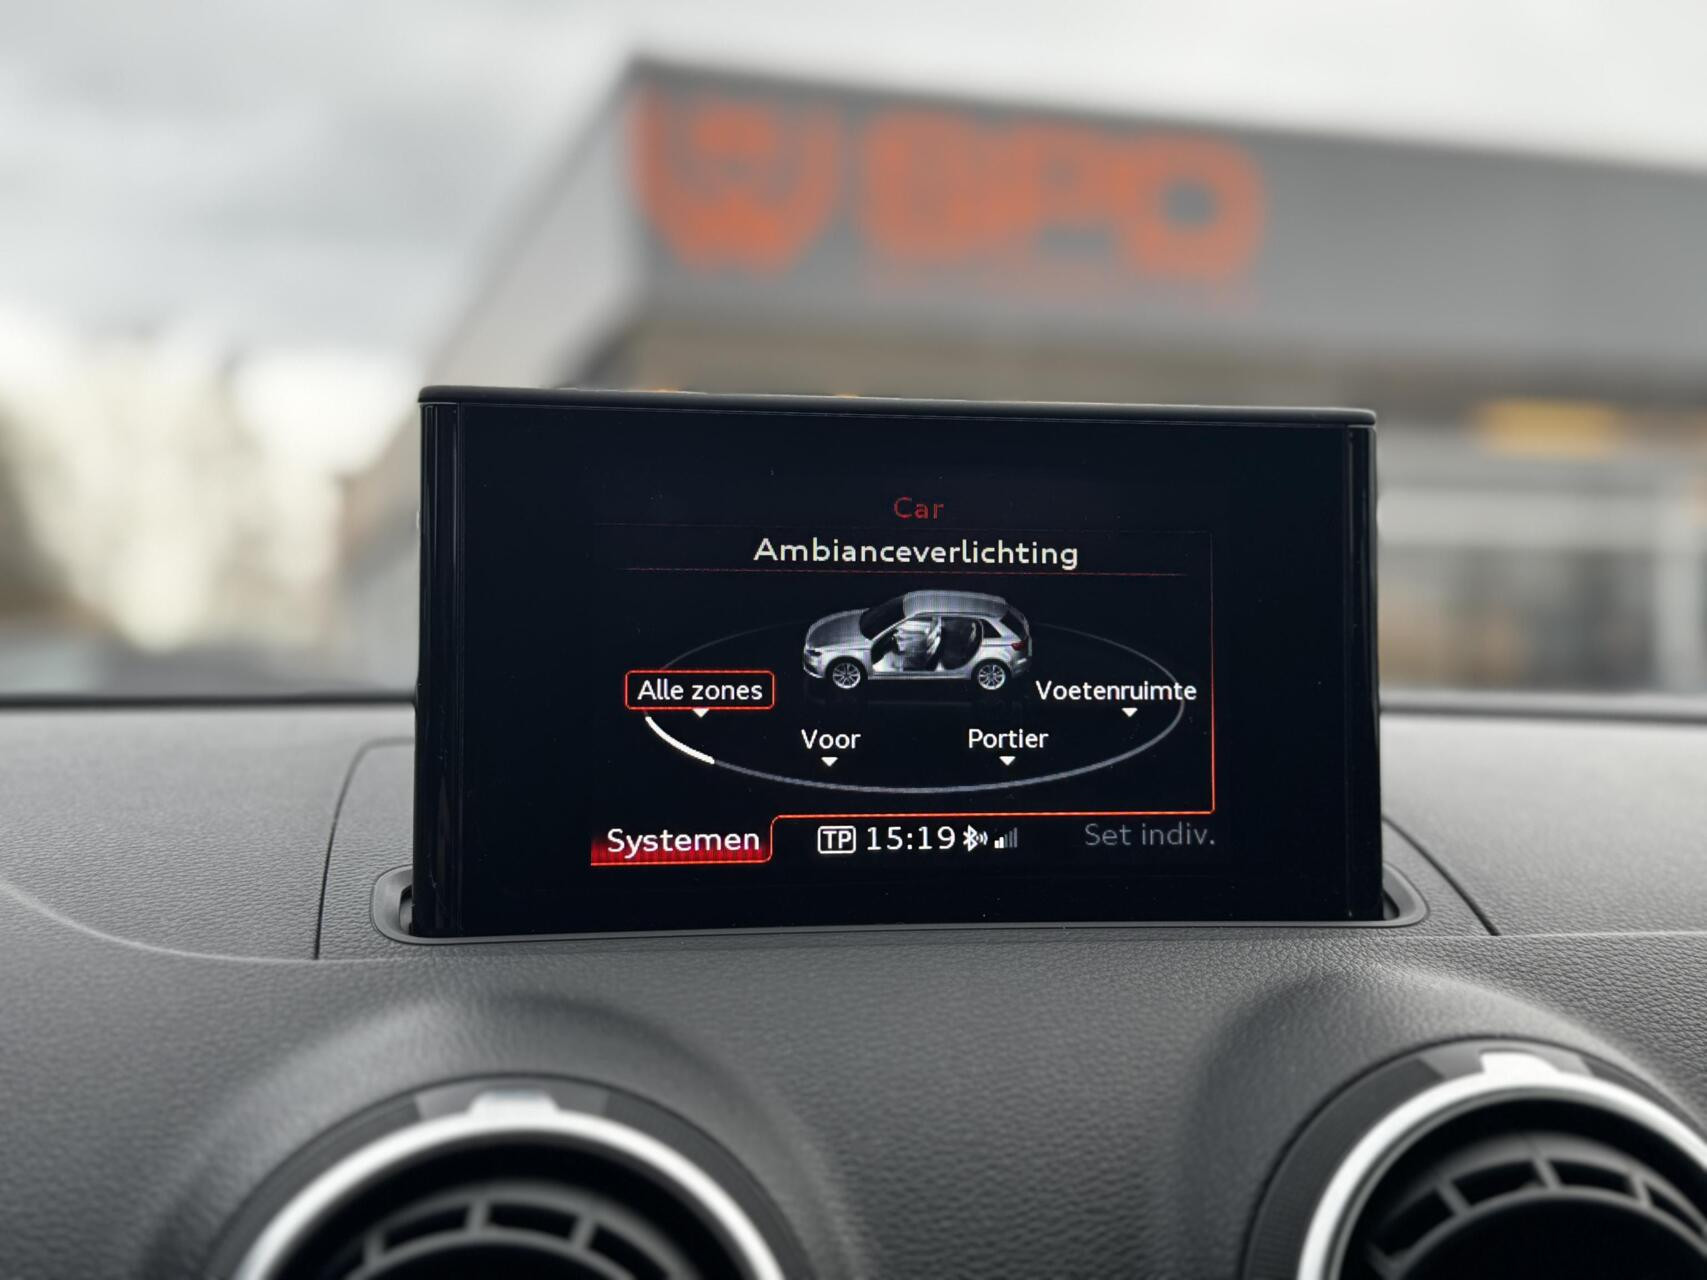 Car
Ambianceverlichting
Alle zones
Voetenruimte
Voor
Portier
Systemen
TP 15:19
Set indiv.